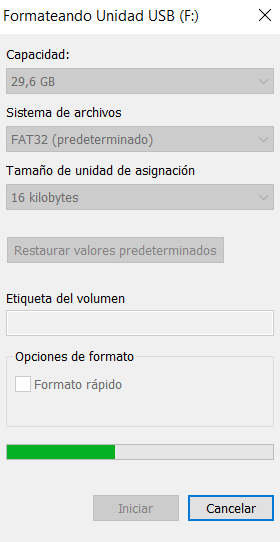 Formateando Unidad USB (F:)
Capacidad:
29,6 GB
Sistema de archivos
FAT32 (predeterminado)
Tamaño de unidad de asignación
16 kilobytes
Restaurar valores predeterminados
Etiqueta del volumen
Opciones de formato
Formato rápido
Iniciar
Cancelar